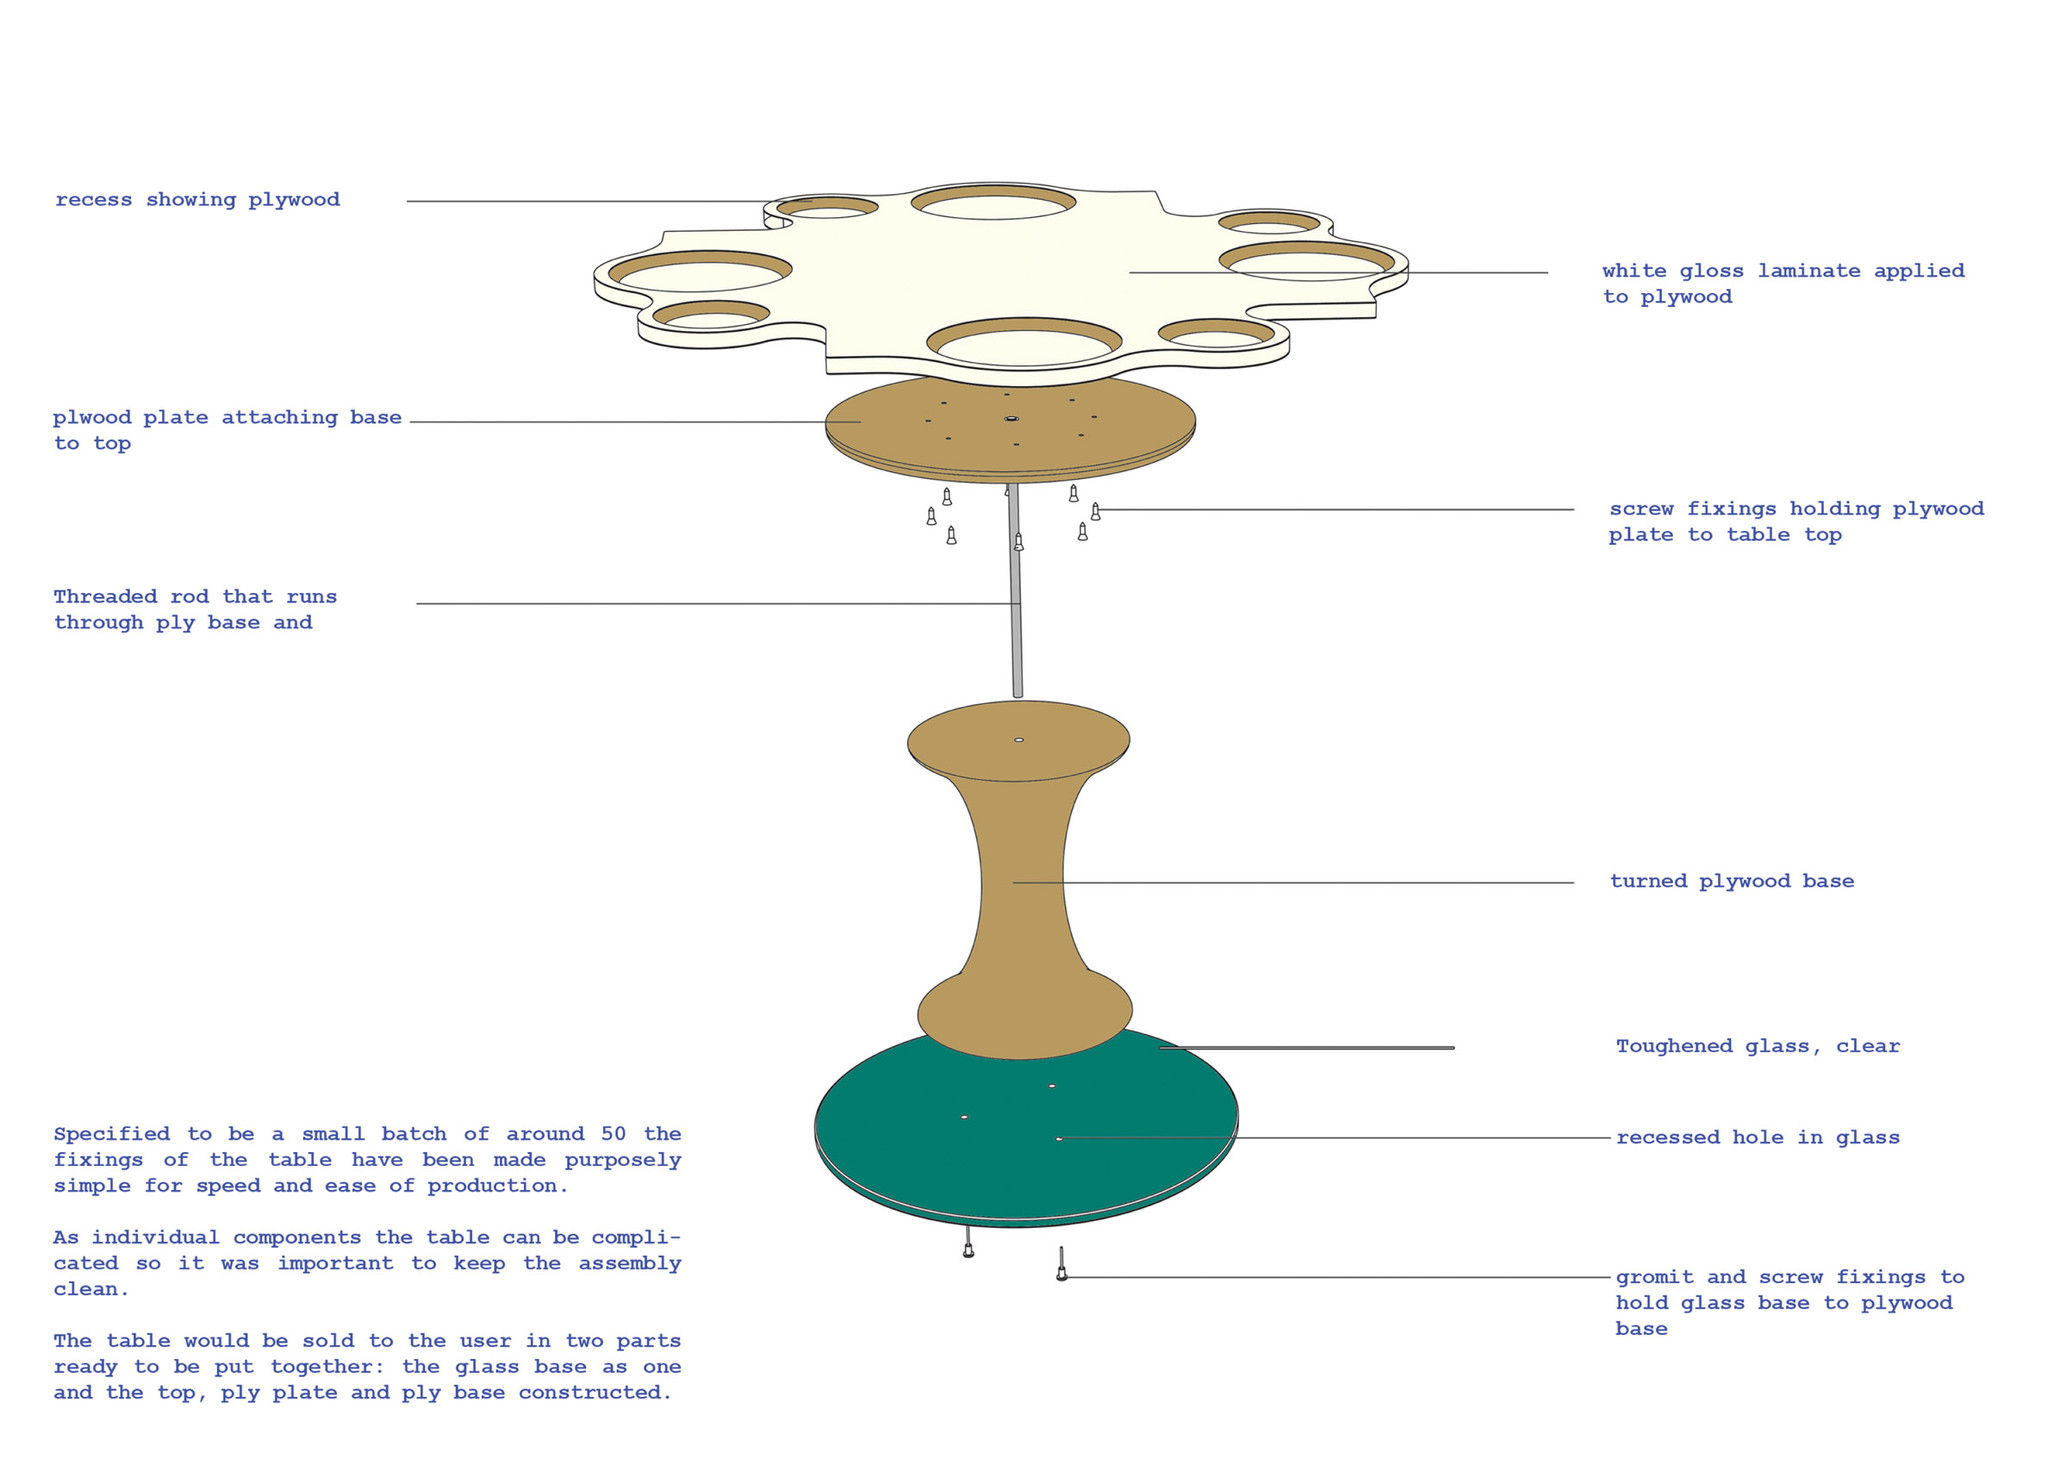 recess showing plywood
white gloss laminate applied
to plywood
plwood plate attaching base
to top
screw fixings holding plywood
plate to table top
Threaded rod that runs
through ply base and
turned plywood base
Toughened glass, clear
recessed hole in glass
gromit and screw fixings to
hold glass base to plywood
base
Specified to be a small batch of around 50 the
fixings of the table have been made purposely
simple for speed and ease of production.
As individual components the table can be compli-
cated so it was important to keep the assembly
clean.
The table would be sold to the user in two parts
ready to be put together: the glass base as one
and the top, ply plate and ply base constructed.